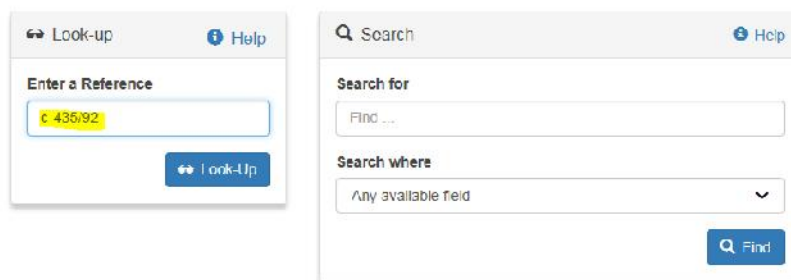 Look-up
Help
Enter a Reference
c 435/92
Look-Up
Search
Help
Search for
Find ...
Search where
Any available field
Find